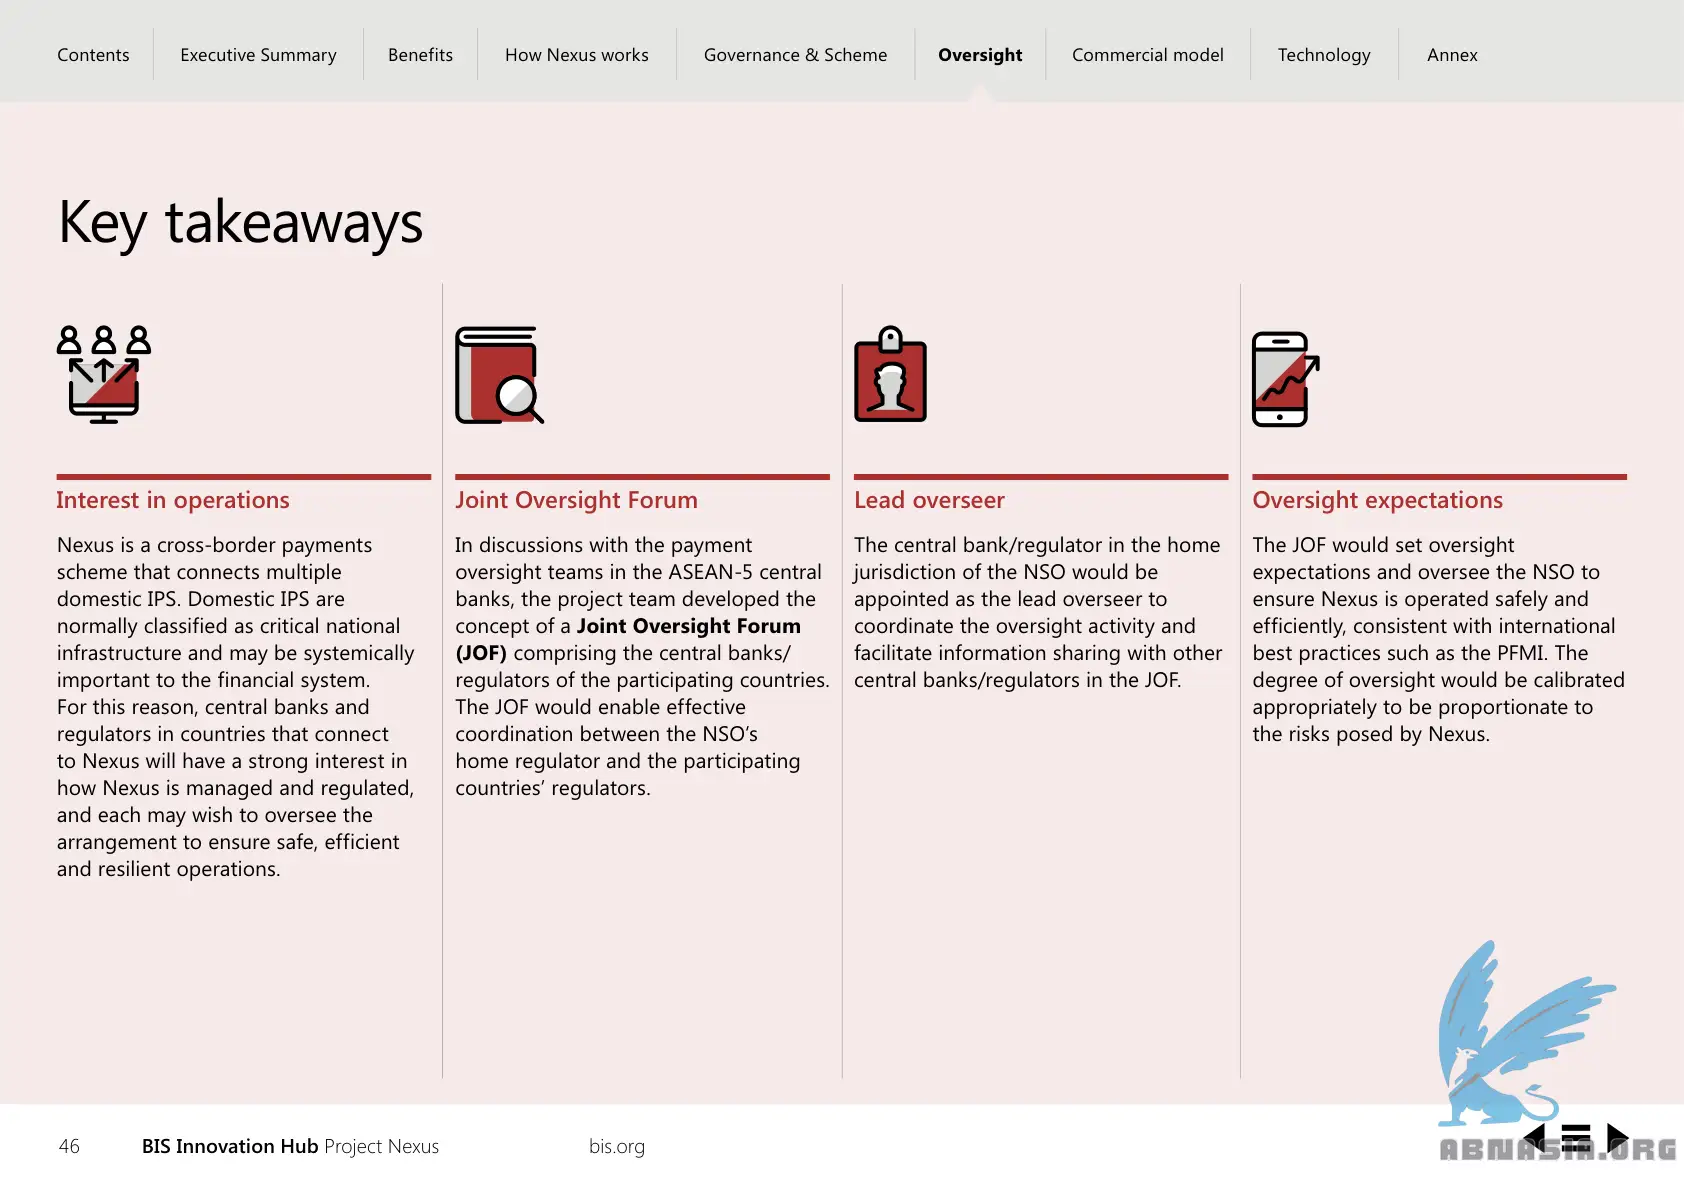 Contents
Executive Summary
Benefits
How Nexus works
Governance & Scheme
Oversight
Commercial model
Technology
Annex
Key takeaways
Interest in operations
Nexus is a cross-border payments
scheme that connects multiple
domestic IPS. Domestic IPS are
normally classified as critical national
infrastructure and may be systemically
important to the financial system.
For this reason, central banks and
regulators in countries that connect
to Nexus will have a strong interest in
how Nexus is managed and regulated,
and each may wish to oversee the
arrangement to ensure safe, efficient
and resilient operations.
Joint Oversight Forum
In discussions with the payment
oversight teams in the ASEAN-5 central
banks, the project team developed the
concept of a Joint Oversight Forum
(JOF) comprising the central banks/
regulators of the participating countries.
The JOF would enable effective
coordination between the NSO’s
home regulator and the participating
countries’ regulators.
Lead overseer
The central bank/regulator in the home
jurisdiction of the NSO would be
appointed as the lead overseer to
coordinate the oversight activity and
facilitate information sharing with other
central banks/regulators in the JOF.
Oversight expectations
The JOF would set oversight
expectations and oversee the NSO to
ensure Nexus is operated safely and
efficiently, consistent with international
best practices such as the PFMI. The
degree of oversight would be calibrated
appropriately to be proportionate to
the risks posed by Nexus.
46
BIS Innovation Hub Project Nexus
bis.org
ABNASIA.ORG